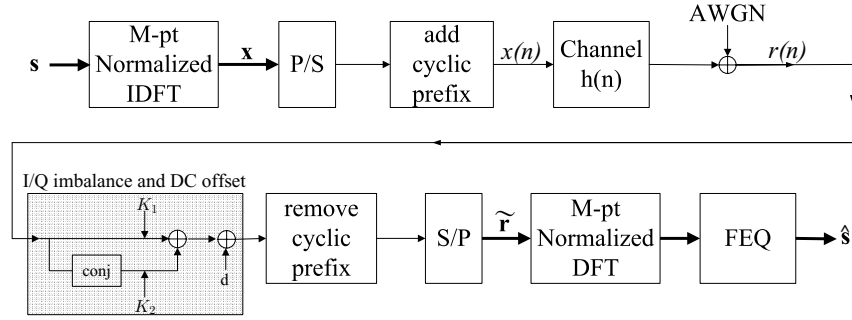 AWGN
s
M-pt
Normalized
IDFT
x
P/S
add
cyclic
prefix
x(n)
Channel
h(n)
r(n)
I/Q imbalance and DC offset
K₁
conj
K₂
d
remove
cyclic
prefix
S/P
r̃
M-pt
Normalized
DFT
FEQ
ŝ